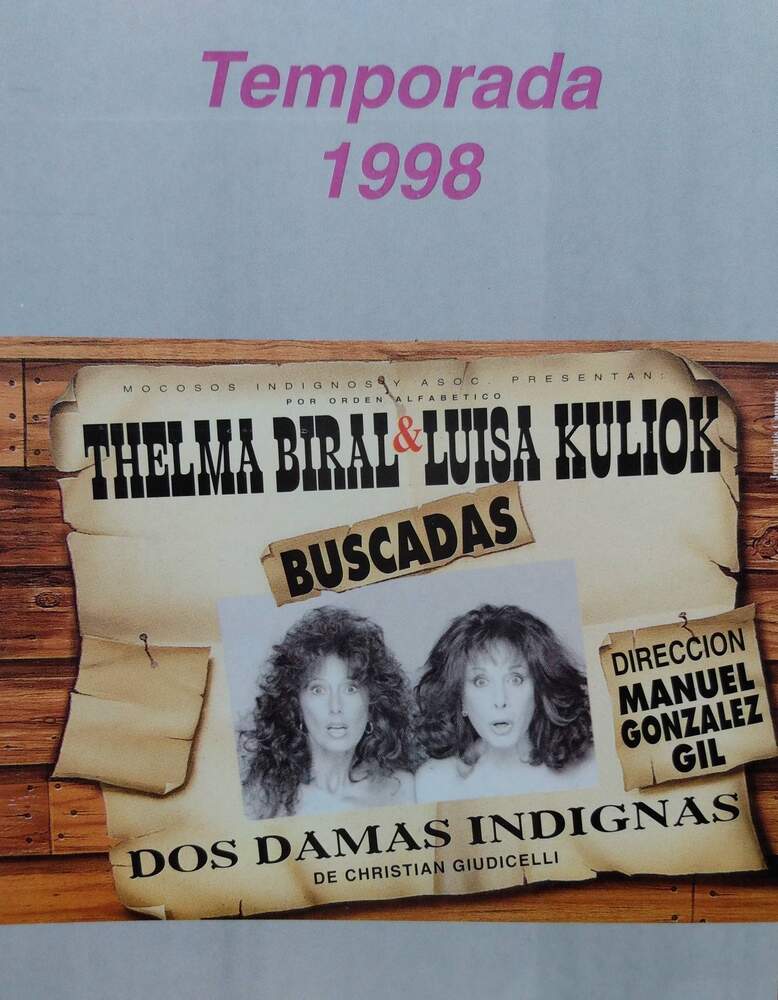 Temporada
1998
MOCOSOS INDIGNOS Y ASOC. PRESENTAN:
POR ORDEN ALFABETICO
THELMA BIRAL & LUISA KULIOK
BUSCADAS
DIRECCION
MANUEL
GONZALEZ
GIL
DOS DAMAS INDIGNAS
DE CHRISTIAN GIUDICELLI